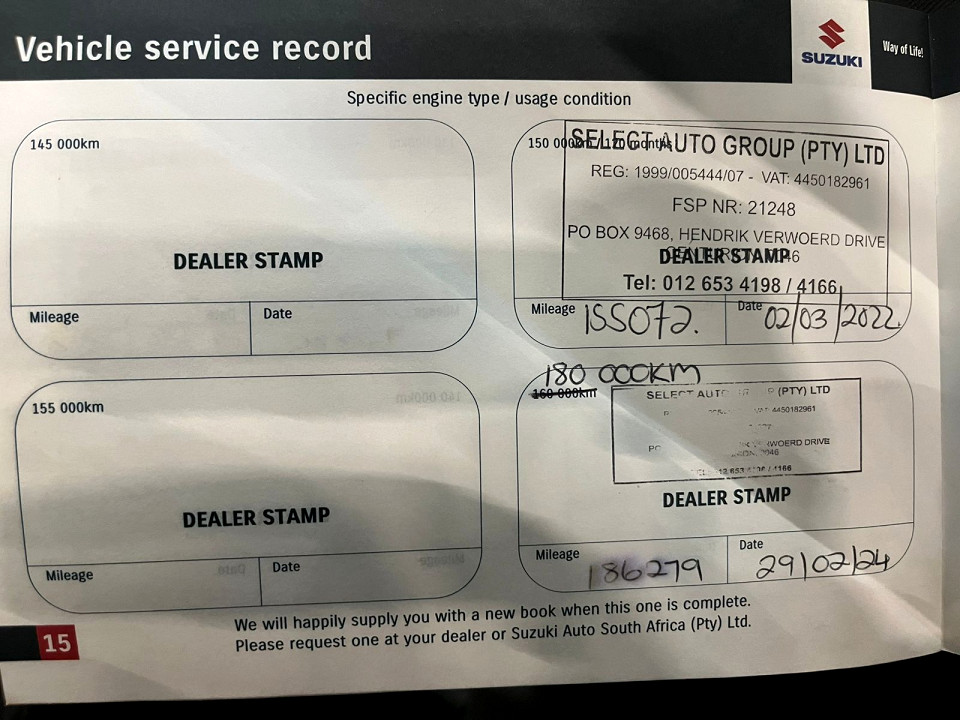 Vehicle service record
SUZUKI
Way of Life!
Specific engine type / usage condition
145 000km
DEALER STAMP
Mileage
Date
150 000km / 120 months
SELECT AUTO GROUP (PTY) LTD
REG: 1999/005444/07 - VAT: 4450182961
FSP NR: 21248
PO BOX 9468, HENDRIK VERWOERD DRIVE
DEALER STAMP
Tel: 012 653 4198 / 4166
Mileage 155072.
Date 02/03/2022.
155 000km
DEALER STAMP
Mileage
Date
180 000KM
160 000km
SELECT (PTY) LTD
VAT: 4450182961
DRIVE
/ 4166
DEALER STAMP
Mileage 186279
Date 29/02/24
We will happily supply you with a new book when this one is complete.
Please request one at your dealer or Suzuki Auto South Africa (Pty) Ltd.
15